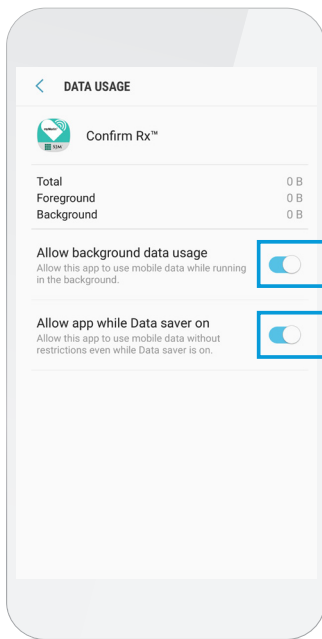 DATA USAGE
Confirm Rx™
Total 0 B
Foreground 0 B
Background 0 B
Allow background data usage
Allow this app to use mobile data while running
in the background.
Allow app while Data saver on
Allow this app to use mobile data without
restrictions even while Data saver is on.